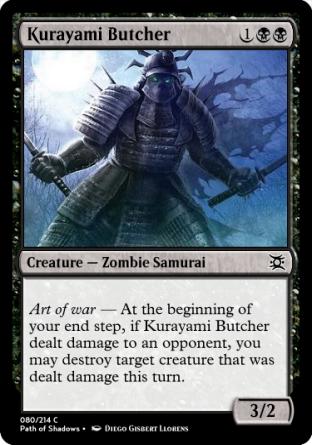 Kurayami Butcher 1
Creature — Zombie Samurai
Art of war — At the beginning of
your end step, if Kurayami Butcher
dealt damage to an opponent, you
may destroy target creature that was
dealt damage this turn.
3/2
080/214 C
Path of Shadows • Diego Gisbert Llorens